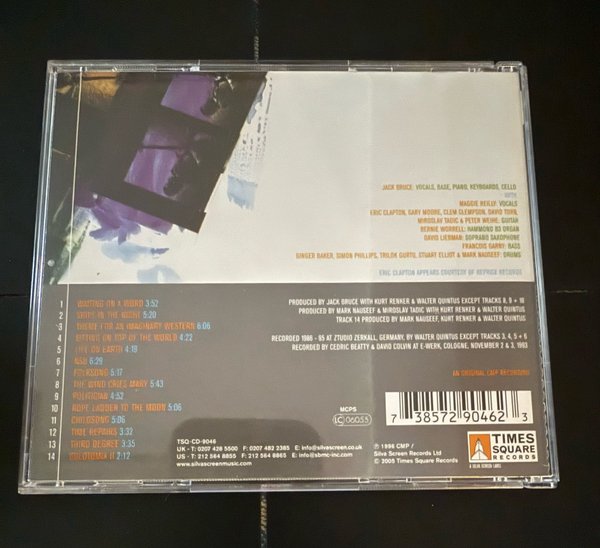 JACK BRUCE: VOCALS, BASS, PIANO, KEYBOARDS, CELLO
WITH
MAGGIE REILLY: VOCALS
ERIC CLAPTON, GARY MOORE, CLEM CLEMPSON, DAVID TORN,
MIROSLAV TADIC & PETER WEIHE: GUITAR
BERNIE WORRELL: HAMMOND B3 ORGAN
DAVID LIEBMAN: SOPRANO SAXOPHONE
FRANCOIS GARNY: BASS
GINGER BAKER, SIMON PHILLIPS, TRILOK GURTU, STUART ELLIOT & MARK NAUSEEF: DRUMS
ERIC CLAPTON APPEARS COURTESY OF REPRISE RECORDS
1 WAITING ON A WORD 3:52
2 SHIPS IN THE NIGHT 5:20
3 THEME FOR AN IMAGINARY WESTERN 6:06
4 SITTING ON TOP OF THE WORLD 4:22
5 LIFE ON EARTH 4:18
6 NSU 6:29
7 FOLKSONG 5:17
8 THE WIND CRIES MARY 5:43
9 POLITICIAN 4:52
10 ROPE LADDER TO THE MOON 5:06
11 CHILDSONG 5:06
12 TIME REPAIRS 3:32
13 THIRD DEGREE 3:35
14 COLOTOMIX II 2:12
PRODUCED BY JACK BRUCE WITH KURT RENKER & WALTER QUINTUS EXCEPT TRACKS 8, 9 + 10
PRODUCED BY MARK NAUSEEF & MIROSLAV TADIC WITH KURT RENKER & WALTER QUINTUS
TRACK 14 PRODUCED BY MARK NAUSEEF, KURT RENKER & WALTER QUINTUS
RECORDED 1986 - 95 AT ZTUDIO ZERKALL, GERMANY, BY WALTER QUINTUS EXCEPT TRACKS 3, 4, 5 + 6
RECORDED BY CEDRIC BEATTY & DAVID COLVIN AT E-WERK, COLOGNE, NOVEMBER 2 & 3, 1993
AN ORIGINAL CMP RECORDING
TSQ-CD-9046
UK - T: 0207 428 5500 F: 0207 482 2385 E: info@silvascreen.co.uk
US - T: 212 564 8855 F: 212 564 8865 E: info@sbmc-inc.com
www.silvascreenmusic.com
MCPS
LC 06055
7 38572 90462 3
℗ 1996 CMP /
Silva Screen Records Ltd
© 2005 Times Square Records
TIMES
SQUARE
RECORDS
A SILVA SCREEN LABEL